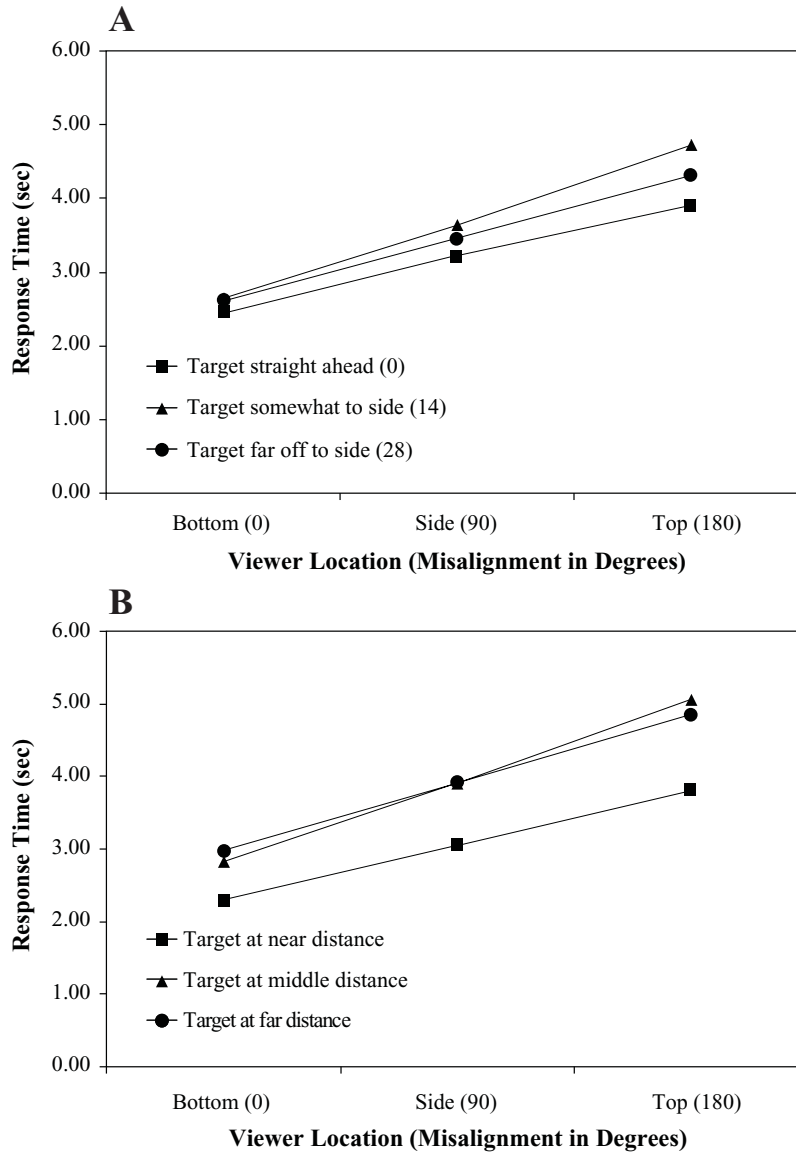 A
6.00
5.00
4.00
3.00
2.00
1.00
0.00
Response Time (sec)
Target straight ahead (0)
Target somewhat to side (14)
Target far off to side (28)
Bottom (0) Side (90) Top (180)
Viewer Location (Misalignment in Degrees)
B
6.00
5.00
4.00
3.00
2.00
1.00
0.00
Response Time (sec)
Target at near distance
Target at middle distance
Target at far distance
Bottom (0) Side (90) Top (180)
Viewer Location (Misalignment in Degrees)